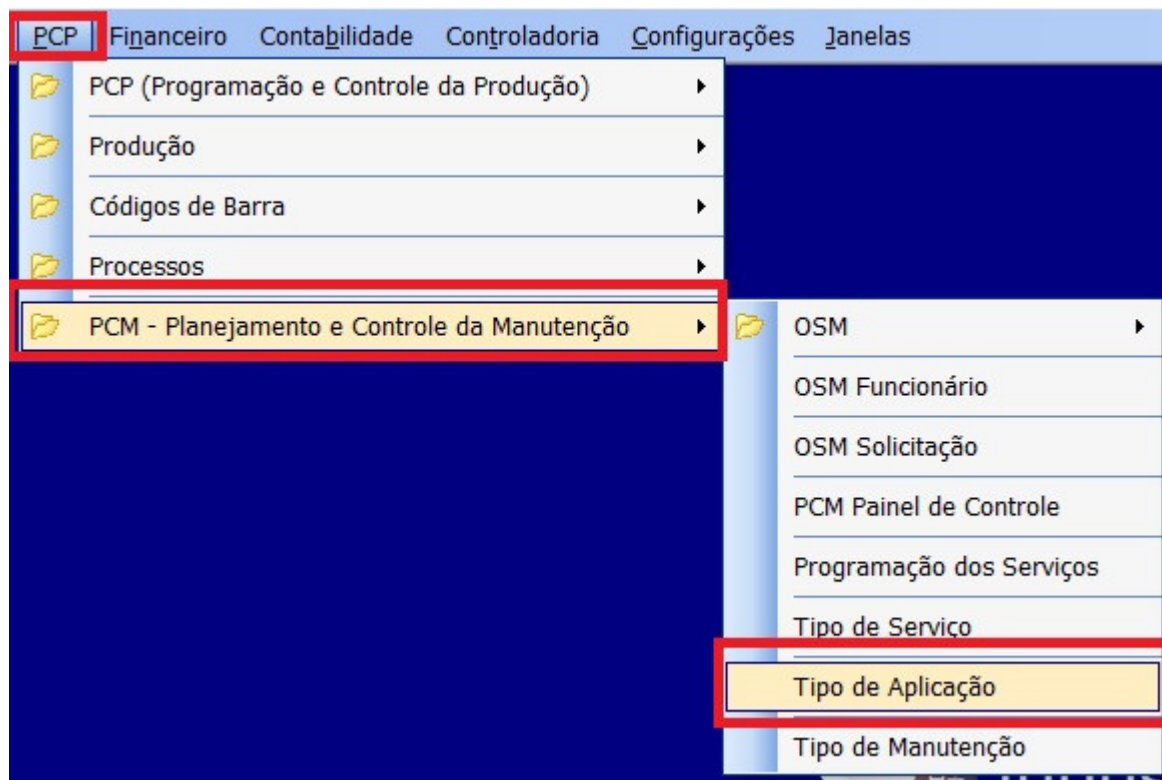 PCP Financeiro Contabilidade Controladoria Configurações Janelas
PCP (Programação e Controle da Produção)
Produção
Códigos de Barra
Processos
PCM - Planejamento e Controle da Manutenção
OSM
OSM Funcionário
OSM Solicitação
PCM Painel de Controle
Programação dos Serviços
Tipo de Serviço
Tipo de Aplicação
Tipo de Manutenção